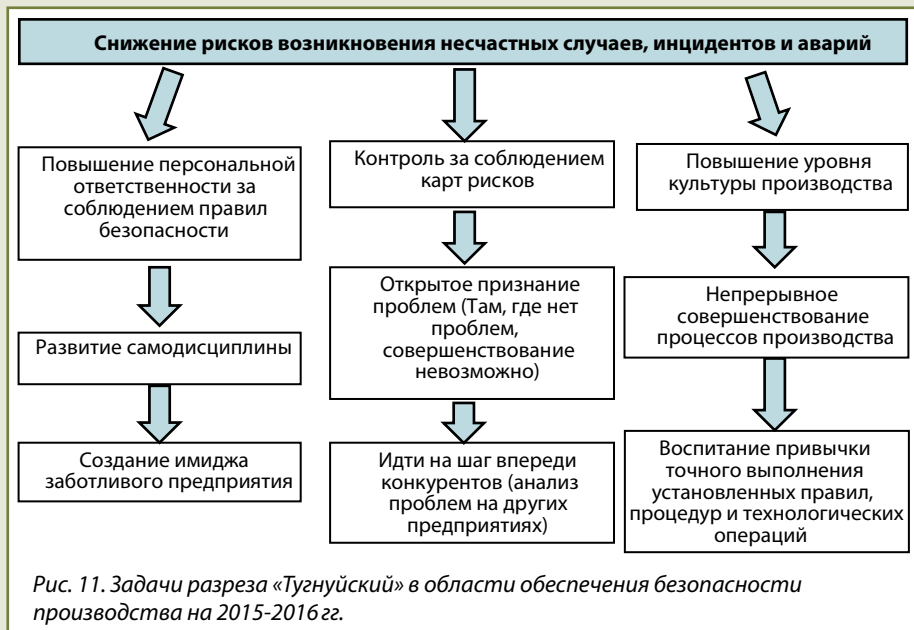 Снижение рисков возникновения несчастных случаев, инцидентов и аварий
Повышение персональной
ответственности за
соблюдением правил
безопасности
Развитие самодисциплины
Создание имиджа
заботливого предприятия
Контроль за соблюдением
карт рисков
Открытое признание
проблем (Там, где нет
проблем,
совершенствование
невозможно)
Идти на шаг впереди
конкурентов (анализ
проблем на других
предприятиях)
Повышение уровня
культуры производства
Непрерывное
совершенствование
процессов производства
Воспитание привычки
точного выполнения
установленных правил,
процедур и технологических
операций
Рис. 11. Задачи разреза «Тугнуйский» в области обеспечения безопасности
производства на 2015-2016 гг.